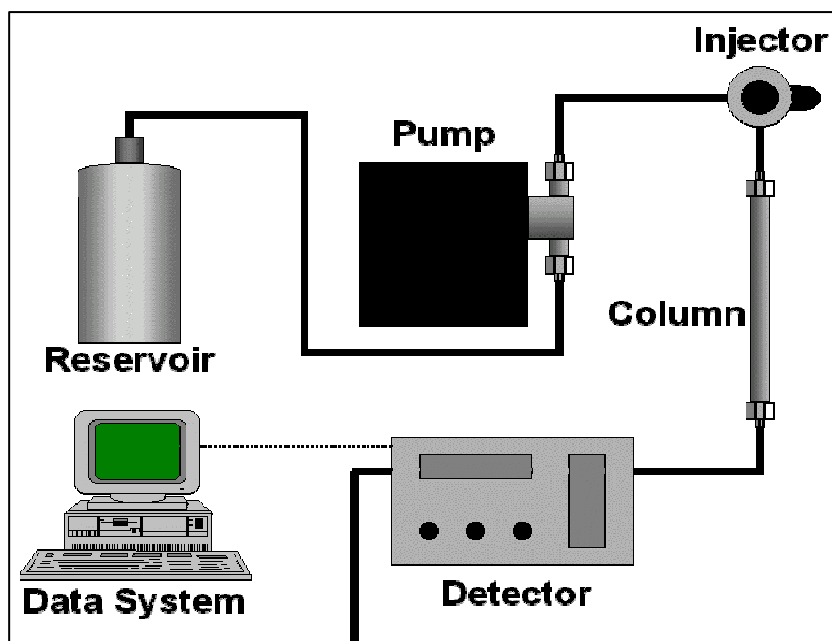 Injector
Pump
Column
Reservoir
Data System
Detector